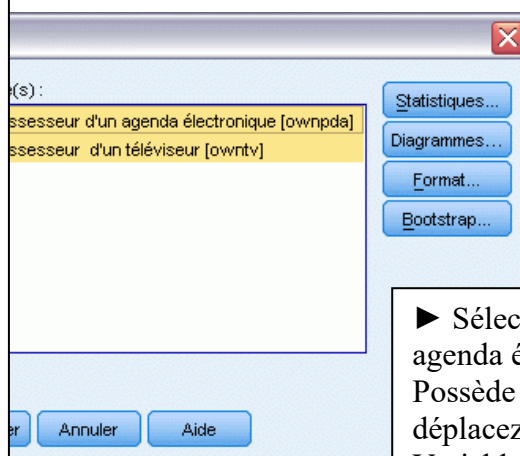 e(s) :
ssesseur d'un agenda électronique [ownpda]
ssesseur d'un téléviseur [owntv]
Statistiques...
Diagrammes...
Format...
Bootstrap...
► Sélec
agenda é
Possède
déplacez
er Annuler Aide